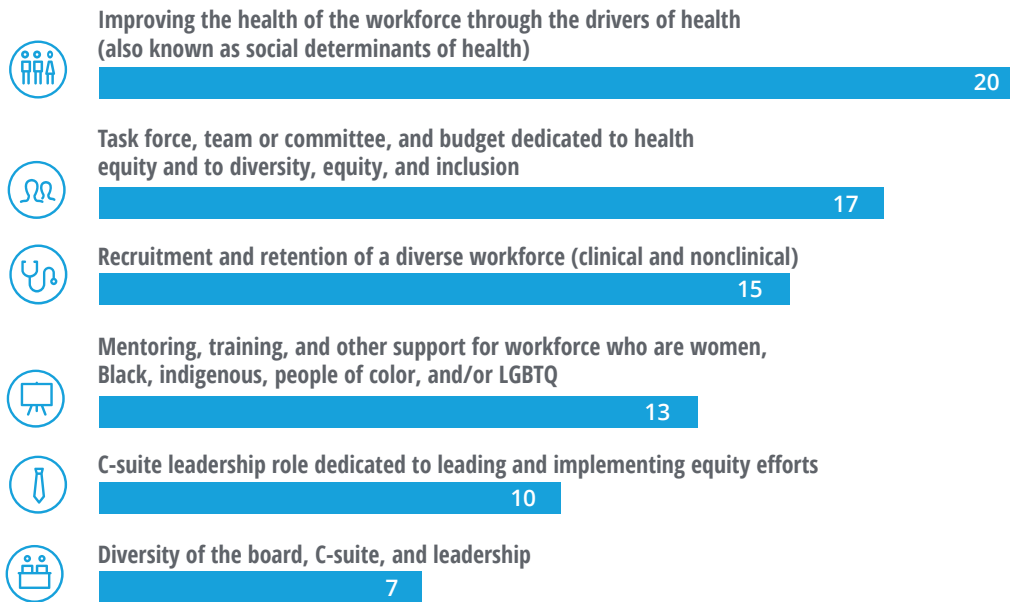 Improving the health of the workforce through the drivers of health
(also known as social determinants of health)
20
Task force, team or committee, and budget dedicated to health
equity and to diversity, equity, and inclusion
17
Recruitment and retention of a diverse workforce (clinical and nonclinical)
15
Mentoring, training, and other support for workforce who are women,
Black, indigenous, people of color, and/or LGBTQ
13
C-suite leadership role dedicated to leading and implementing equity efforts
10
Diversity of the board, C-suite, and leadership
7